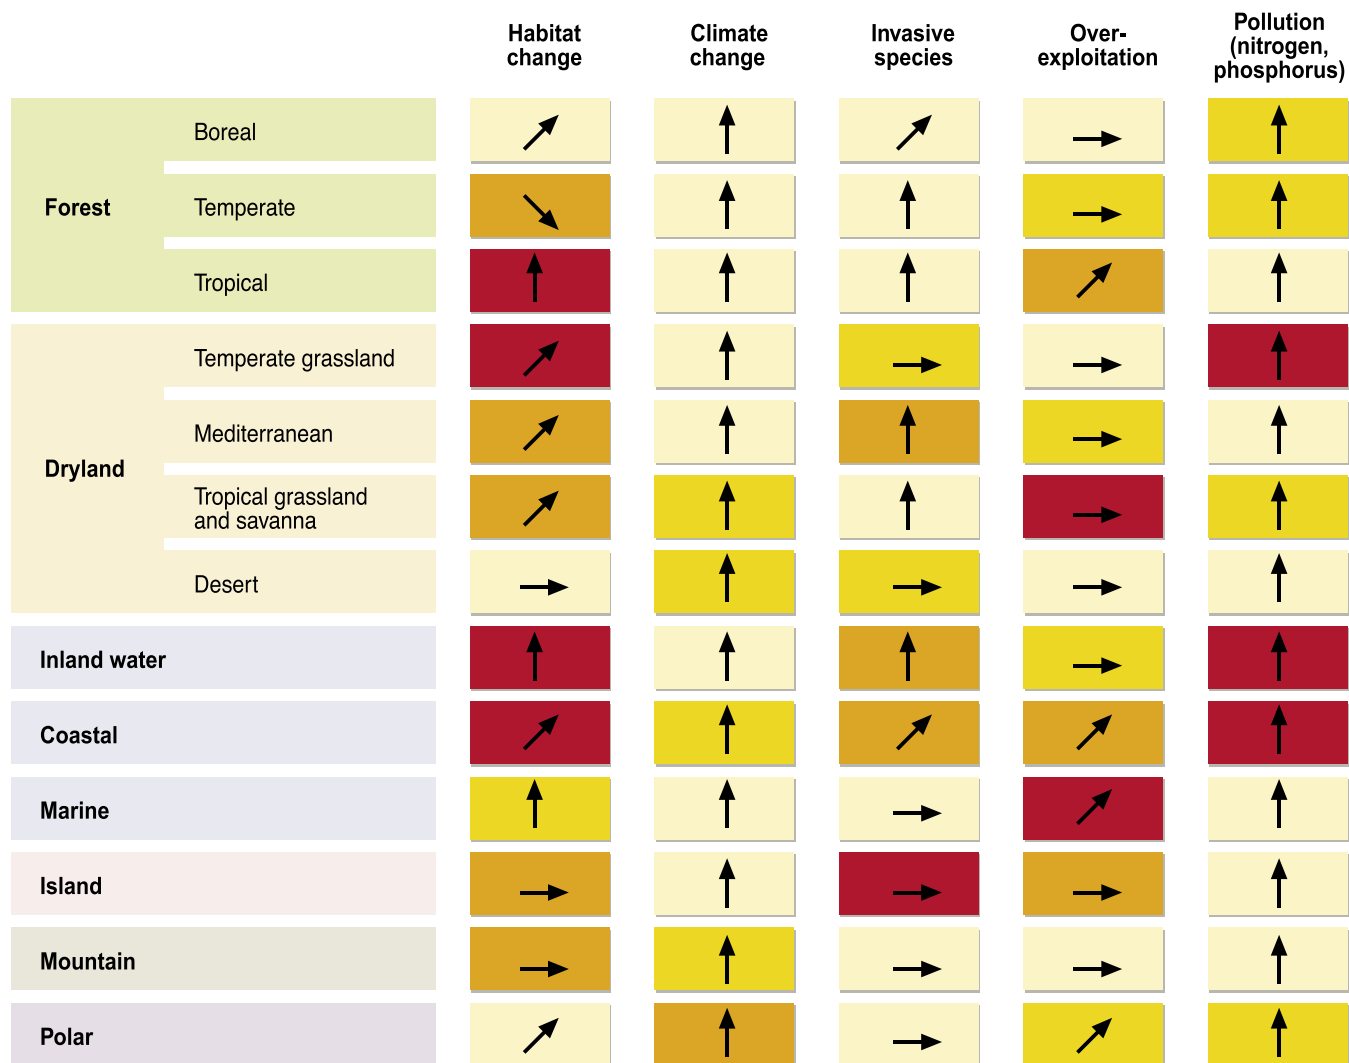 Habitat
change
Climate
change
Invasive
species
Over-
exploitation
Pollution
(nitrogen,
phosphorus)
Forest
Boreal
Temperate
Tropical
Dryland
Temperate grassland
Mediterranean
Tropical grassland
and savanna
Desert
Inland water
Coastal
Marine
Island
Mountain
Polar